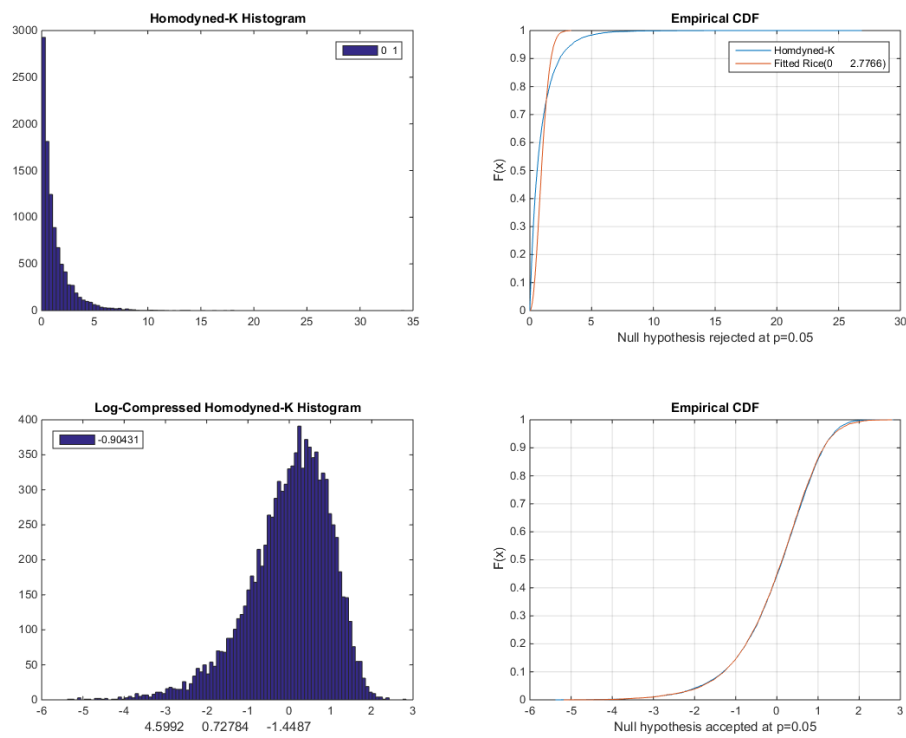 Homodyned-K Histogram
3000
2500
2000
1500
1000
500
0
0 1
0 5 10 15 20 25 30 35
Empirical CDF
1
0.9
0.8
0.7
0.6
0.5
0.4
0.3
0.2
0.1
0
F(x)
Homdyned-K
Fitted Rice(0 2.7766)
0 5 10 15 20 25 30
Null hypothesis rejected at p=0.05
Log-Compressed Homodyned-K Histogram
400
350
300
250
200
150
100
50
0
-0.90431
-6 -5 -4 -3 -2 -1 0 1 2 3
4.5992 0.72784 -1.4487
Empirical CDF
1
0.9
0.8
0.7
0.6
0.5
0.4
0.3
0.2
0.1
0
F(x)
-6 -5 -4 -3 -2 -1 0 1 2 3
Null hypothesis accepted at p=0.05